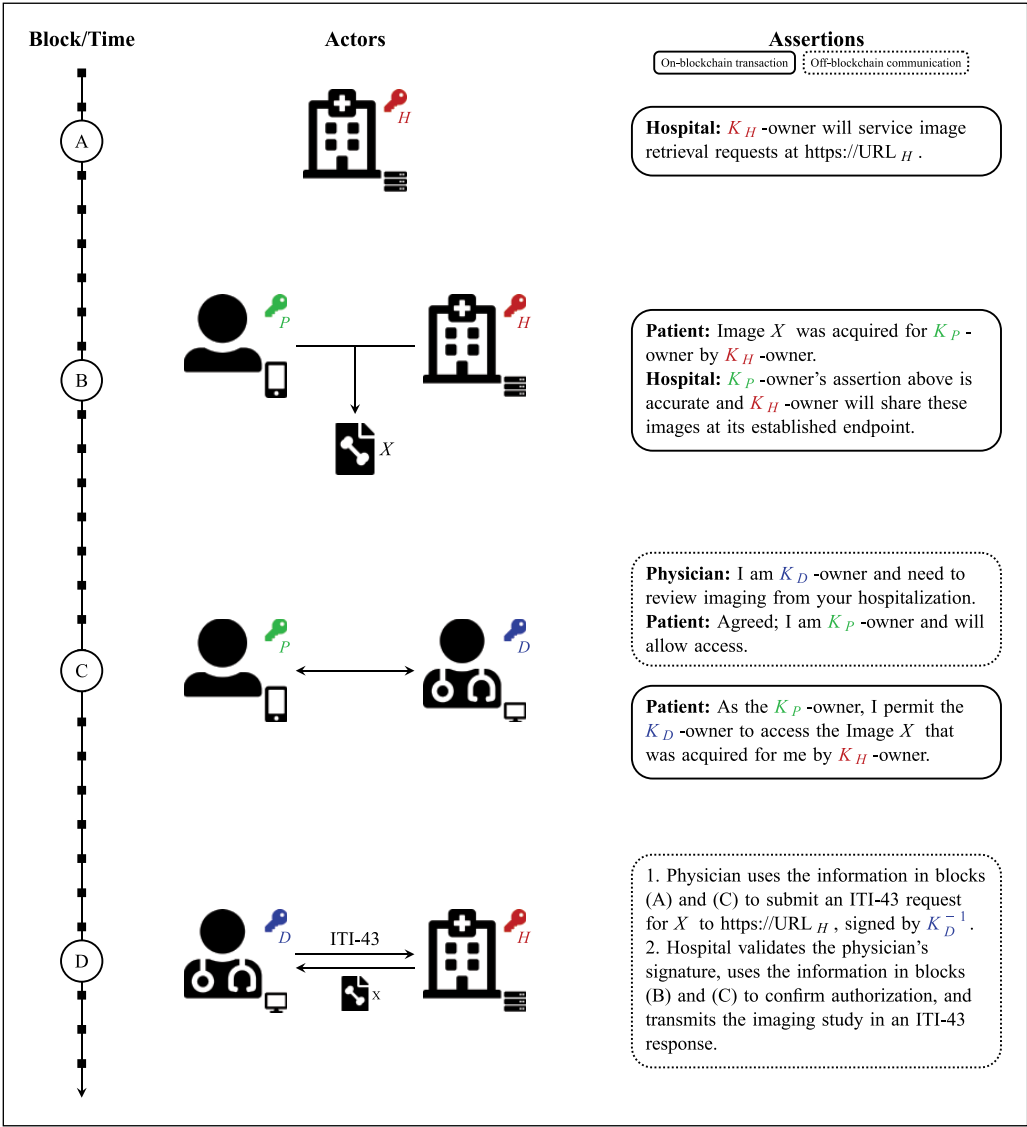 Block/Time
Actors
Assertions
On-blockchain transaction
Off-blockchain communication
A
H
Hospital: K H -owner will service image
retrieval requests at https://URL H .
B
P
H
X
Patient: Image X was acquired for K P -
owner by K H -owner.
Hospital: K P -owner's assertion above is
accurate and K H -owner will share these
images at its established endpoint.
C
P
D
Physician: I am K D -owner and need to
review imaging from your hospitalization.
Patient: Agreed; I am K P -owner and will
allow access.
Patient: As the K P -owner, I permit the
K D -owner to access the Image X that
was acquired for me by K H -owner.
D
D
ITI-43
X
H
1. Physician uses the information in blocks
(A) and (C) to submit an ITI-43 request
for X to https://URL H , signed by K D − 1 .
2. Hospital validates the physician's
signature, uses the information in blocks
(B) and (C) to confirm authorization, and
transmits the imaging study in an ITI-43
response.